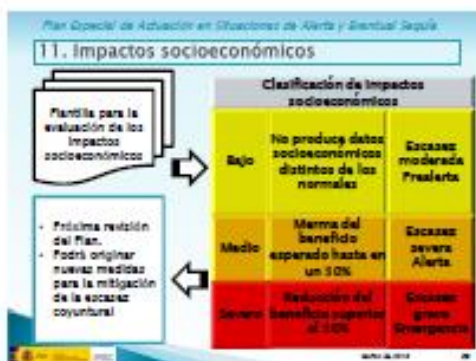 Plan Especial de Actuación en Situaciones de Alerta y Eventual Sequía
11. Impactos socioeconómicos
Plantilla para la
evaluación de los
impactos
socioeconómicos
Clasificación de impactos
socioeconómicos
Bajo
No produce datos
socioeconomicos
distintos de los
normales
Escasez
moderada
Prealerta
Medio
Merma del
beneficio
esperado hasta en
un 50%
Escasez
severa
Alerta
Severo
Reducción del
beneficio superior
al 50%
Escasez
grave
Emergencia
• Próxima revisión
del Plan.
• Podrá originar
nuevas medidas
para la mitigación
de la escasez
coyuntural